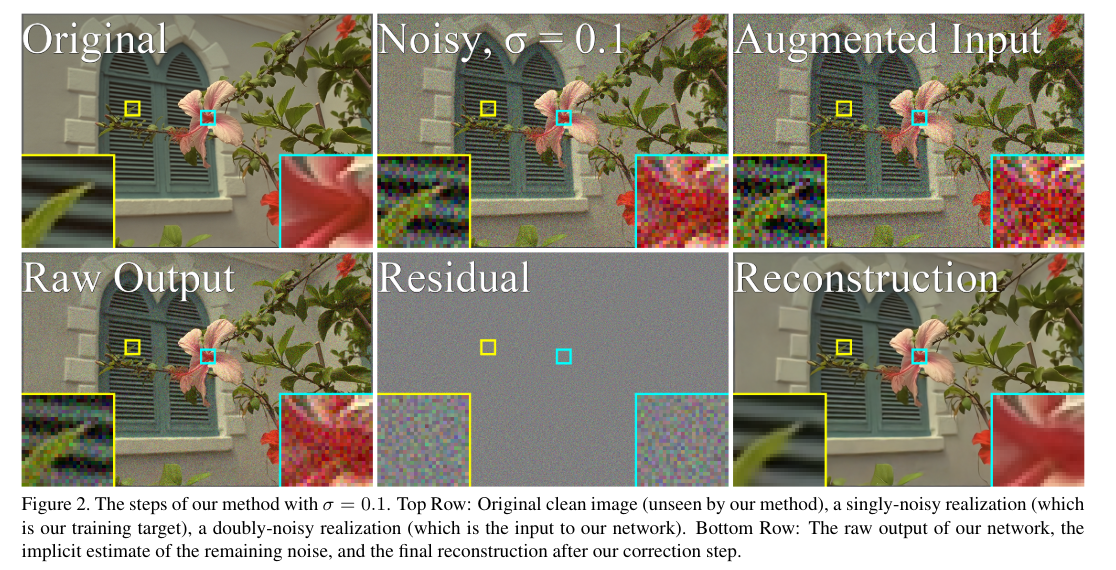 Original
Noisy, σ = 0.1
Augmented Input
Raw Output
Residual
Reconstruction
Figure 2. The steps of our method with σ = 0.1. Top Row: Original clean image (unseen by our method), a singly-noisy realization (which
is our training target), a doubly-noisy realization (which is the input to our network). Bottom Row: The raw output of our network, the
implicit estimate of the remaining noise, and the final reconstruction after our correction step.